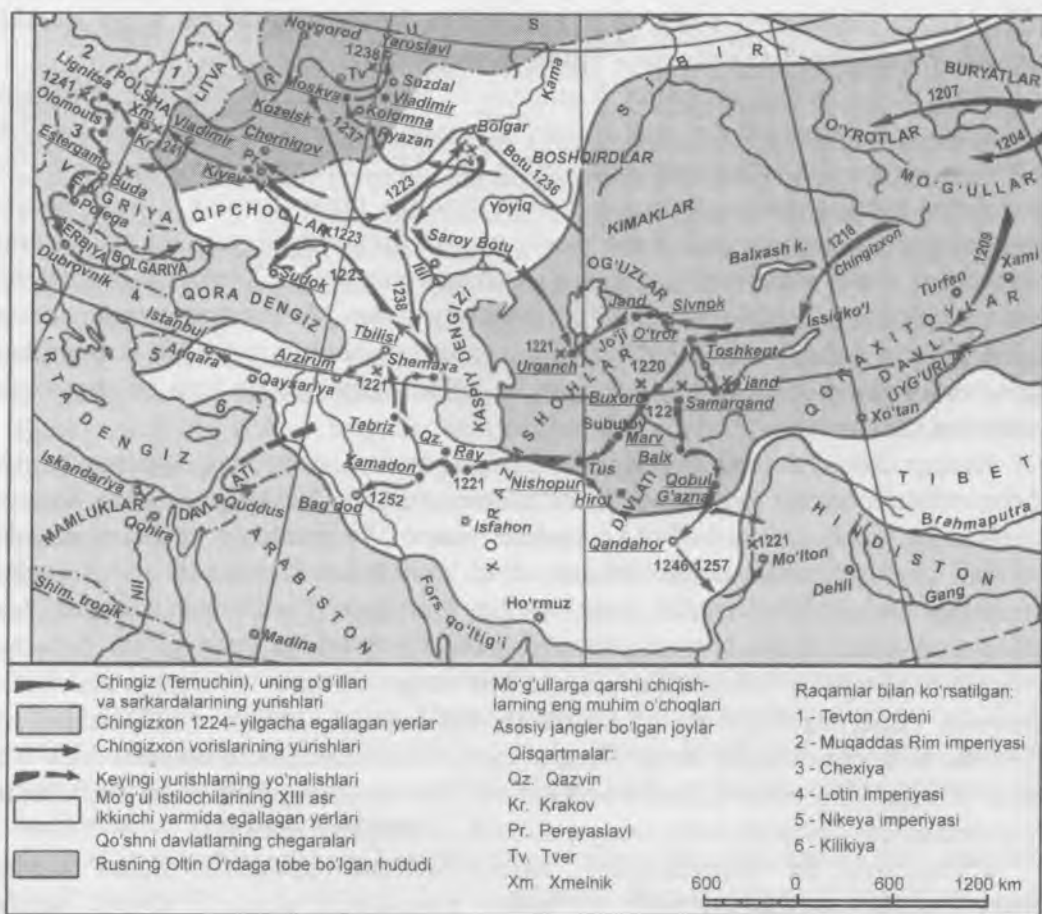 Novgorod
R U S
1238
Yaroslavl
Tv
Suzdal
Moskva
Vladimir
Kozelsk
1237
Kolomna
Ryazan
2
Lignitsa
1241
POLSHA
1
LITVA
Olomouts
Xm.
Vladimir
Chernigov
3
Kr.
1241
Pr.
Kiyev
Estergama
Buda
VENGRIYA
Pojega
SERBIYA
BOLGARIYA
Dubrovnik
4
QIPCHOQLAR
1223
Sudok
1223
1223
QORA DENGIZ
Istanbul
5
Anqara
Arzirum
Qaysariya
6
Kama
Bolgar
Botu 1236
BOSHQIRDLAR
Yoyiq
Saroy Botu
Itil
1238
KASPIY DENGIZI
Tbilisi
Shemaxa
1221
Tabriz
Qz.
Ray
Xamadon
1221
Bag'dod
1252
Isfahon
SIBIR
KIMAKLAR
OG'UZLAR
Balxash k.
1218
Chingizxon
Jand
Sivnok
Jo'ji
O'tror
Issiqko'l
1221
Urganch
Toshkent
1220
Xo'jand
Buxoro
Samarqand
1220
Subutoy
Marv
Balx
Tus
Nishopur
Hirot
Qobul
G'azna
XORAZMSHOHLAR
DAVLATI
Qandahor
1246
1257
1221
Mo'lton
Dehli
Gang
HINDISTON
Brahmaputra
TIBET
BURYATLAR
1207
O'YROTLAR
1204
MO'G'ULLAR
1209
Xami
Turfan
QORAXITOYLAR
DAVL.
UYG'URLAR
Xo'tan
O'RTA DENGIZ
Iskandariya
MAMLUKLAR
DAVLATI
Quddus
Qohira
Nil
Shim. tropik
ARABISTON
Madina
Fors. qo'ltig'i
Ho'rmuz
Chingiz (Temuchin), uning o'g'illari
va sarkardalarining yurishlari
Chingizxon 1224- yilgacha egallagan yerlar
Chingizxon vorislarining yurishlari
Keyingi yurishlarning yo'nalishlari
Mo'g'ul istilochilarining XIII asr
ikkinchi yarmida egallagan yerlari
Qo'shni davlatlarning chegaralari
Rusning Oltin O'rdaga tobe bo'lgan hududi
Mo'g'ullarga qarshi chiqish-
larning eng muhim o'choqlari
Asosiy jangler bo'lgan joylar
Qisqartmalar:
Qz. Qazvin
Kr. Krakov
Pr. Pereyaslavl
Tv. Tver
Xm. Xmelnik
Raqamlar bilan ko'rsatilgan:
1 - Tevton Ordeni
2 - Muqaddas Rim imperiyasi
3 - Chexiya
4 - Lotin imperiyasi
5 - Nikeya imperiyasi
6 - Kilikiya
600 0 600 1200 km